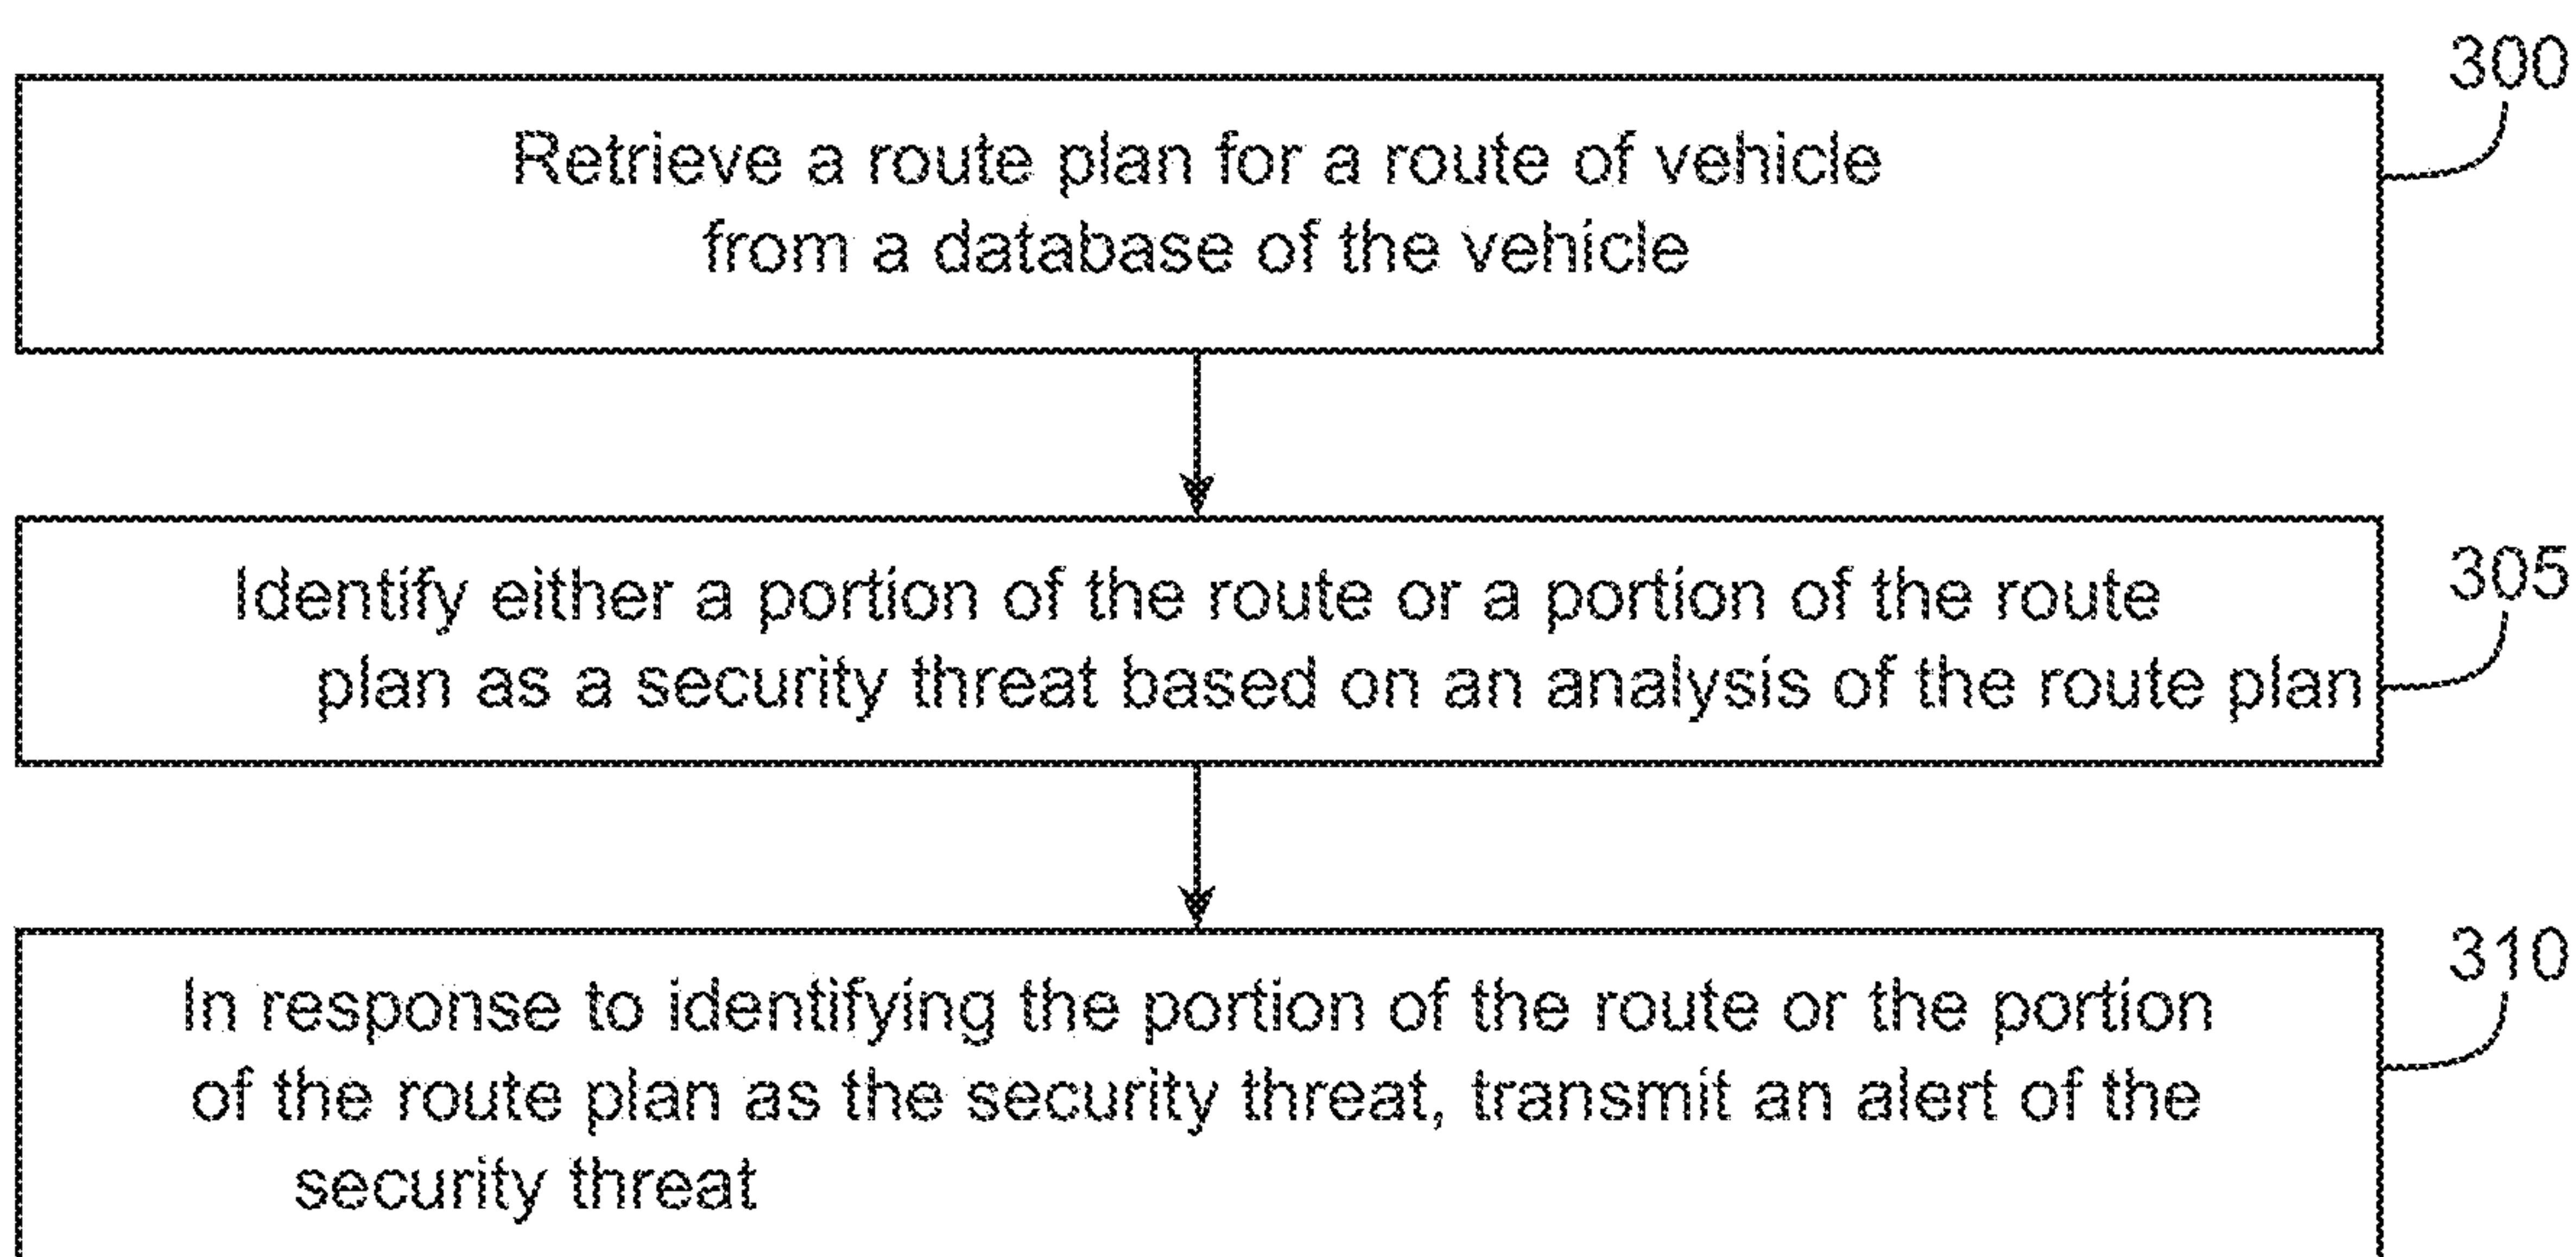 300
Retrieve a route plan for a route of vehicle
from a database of the vehicle
305
Identify either a portion of the route or a portion of the route
plan as a security threat based on an analysis of the route plan
310
In response to identifying the portion of the route or the portion
of the route plan as the security threat, transmit an alert of the
security threat